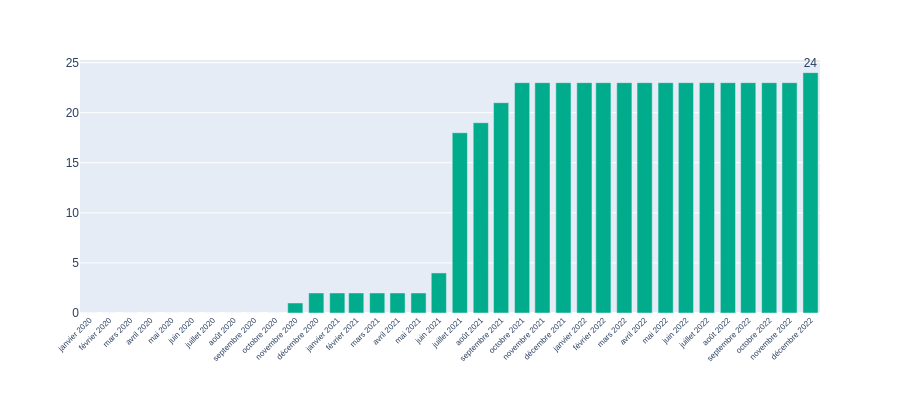 25
24
20
15
10
5
0
janvier 2020
février 2020
mars 2020
avril 2020
mai 2020
juin 2020
juillet 2020
août 2020
septembre 2020
octobre 2020
novembre 2020
décembre 2020
janvier 2021
février 2021
mars 2021
avril 2021
mai 2021
juin 2021
juillet 2021
août 2021
septembre 2021
octobre 2021
novembre 2021
décembre 2021
janvier 2022
février 2022
mars 2022
avril 2022
mai 2022
juin 2022
juillet 2022
août 2022
septembre 2022
octobre 2022
novembre 2022
décembre 2022